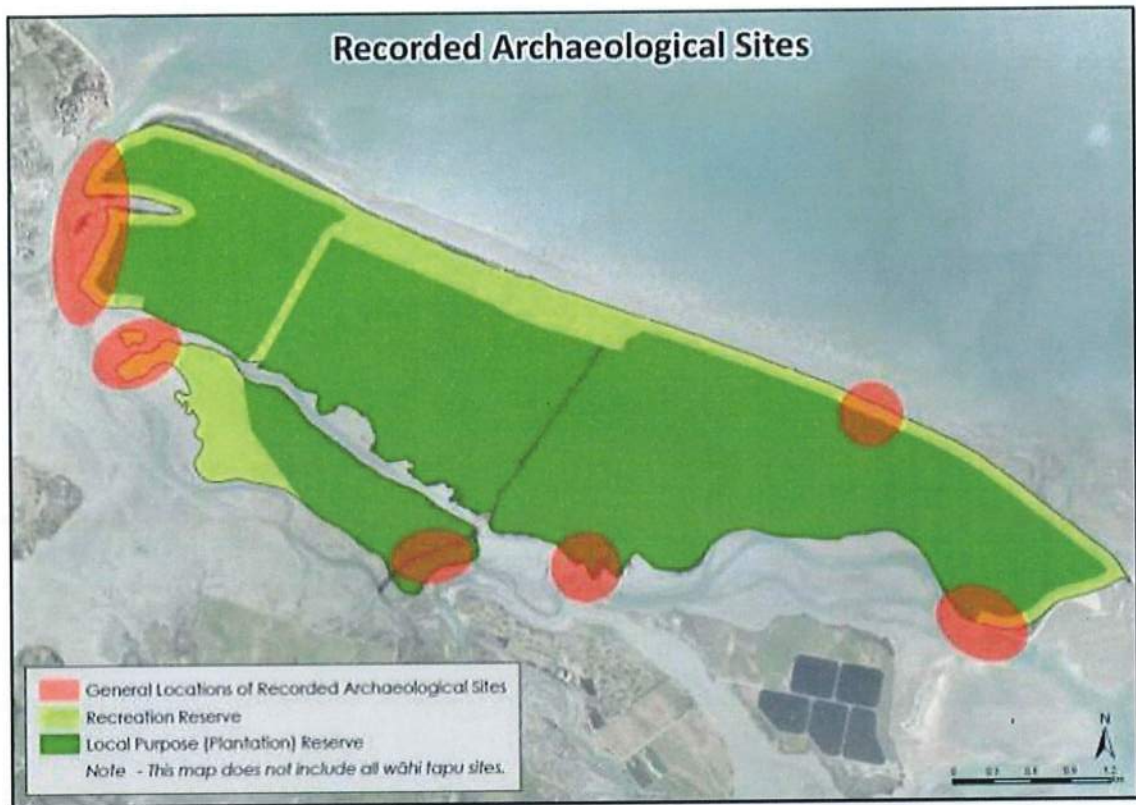 Recorded Archaeological Sites
General Locations of Recorded Archaeological Sites
Recreation Reserve
Local Purpose (Plantation) Reserve
Note - This map does not include all wāhi tapu sites.
N
0